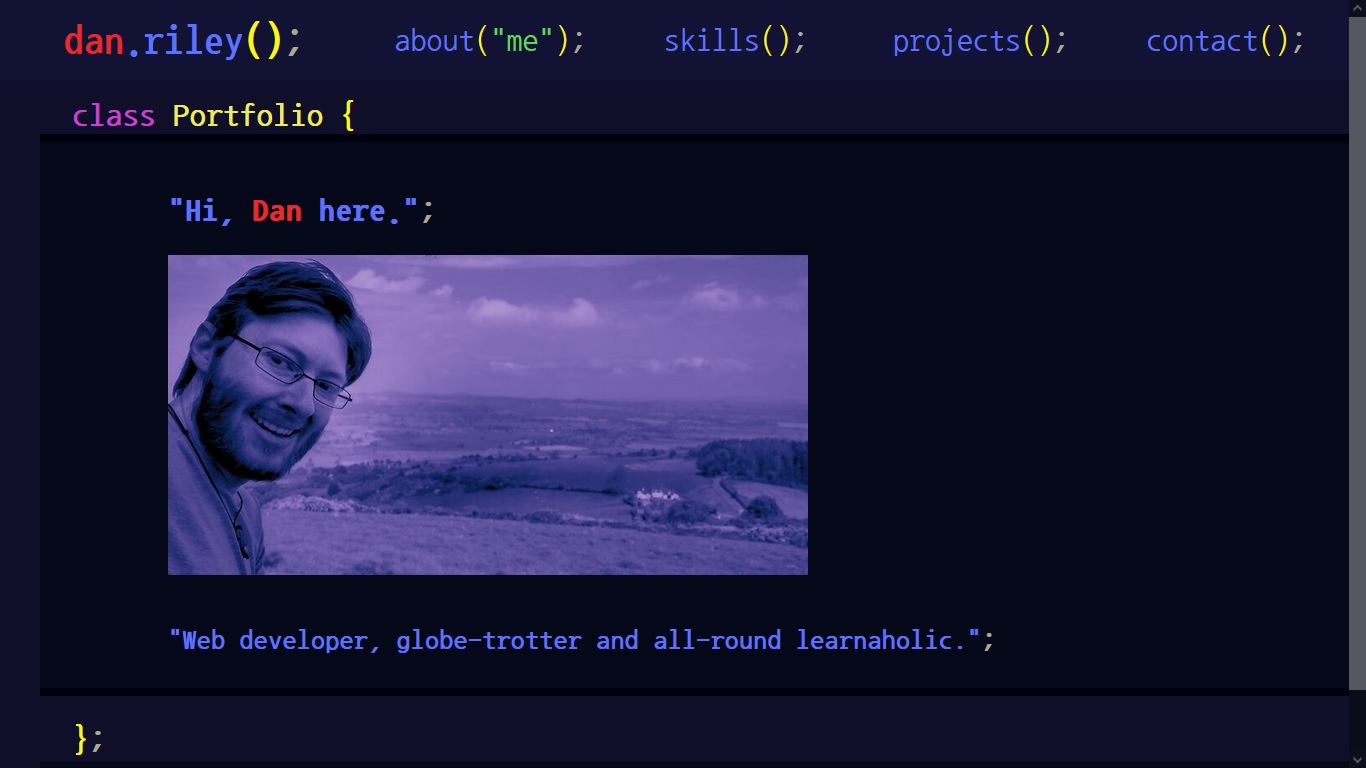 dan.riley(); about("me"); skills(); projects(); contact();
class Portfolio {
"Hi, Dan here.";
"Web developer, globe-trotter and all-round learnaholic.";
};